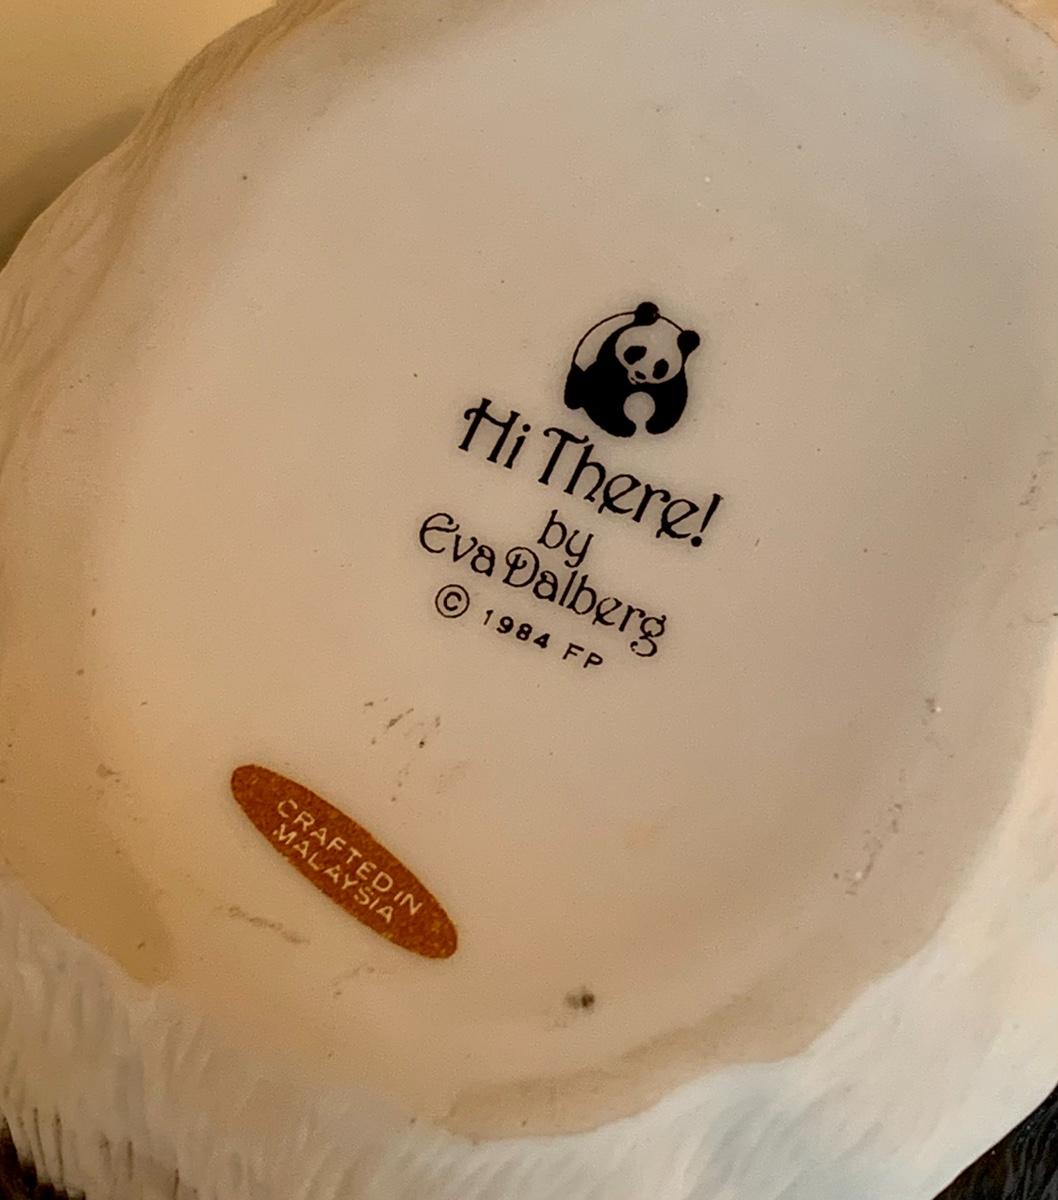 Hi There!
by
Eva Dalberg
© 1984 FP
CRAFTED IN
MALAYSIA